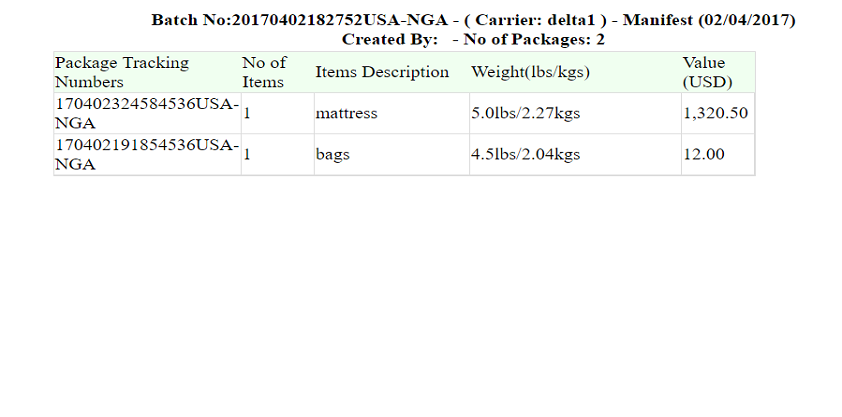 Batch No:20170402182752USA-NGA - ( Carrier: delta1 ) - Manifest (02/04/2017)
Created By:   - No of Packages: 2
Package Tracking Numbers No of Items Items Description Weight(lbs/kgs) Value (USD)
170402324584536USA-NGA 1 mattress 5.0lbs/2.27kgs 1,320.50
170402191854536USA-NGA 1 bags 4.5lbs/2.04kgs 12.00